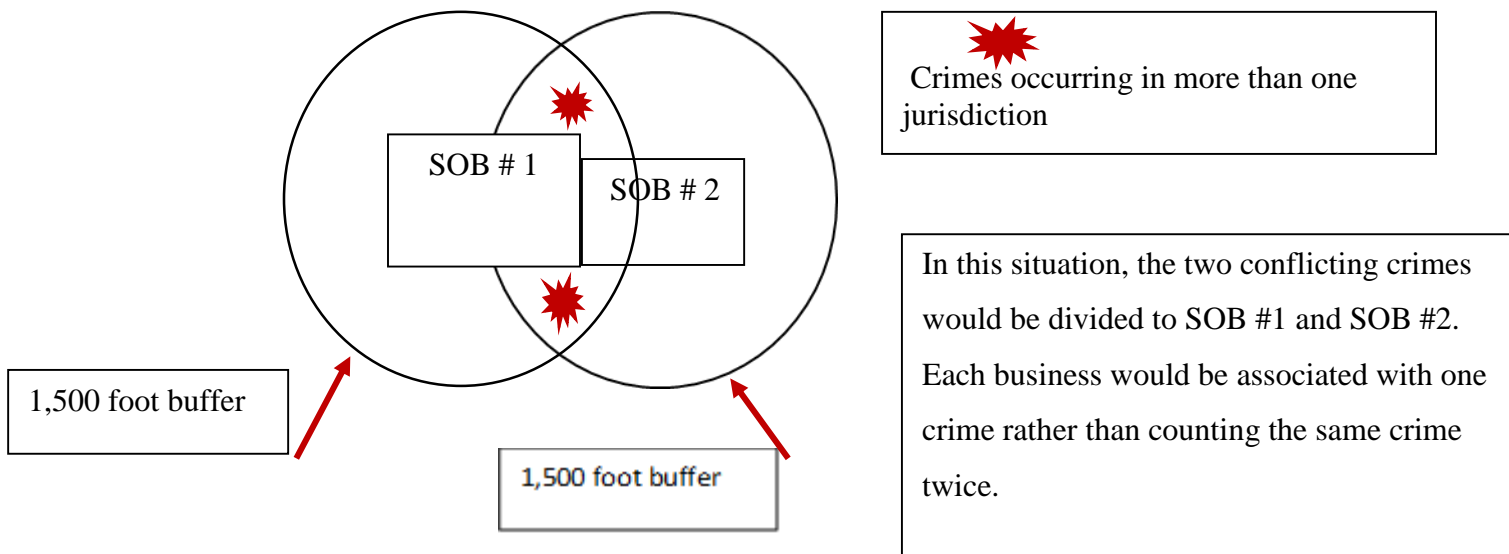 Crimes occurring in more than one
jurisdiction
SOB # 1
SOB # 2
In this situation, the two conflicting crimes
would be divided to SOB #1 and SOB #2.
Each business would be associated with one
crime rather than counting the same crime
twice.
1,500 foot buffer
1,500 foot buffer